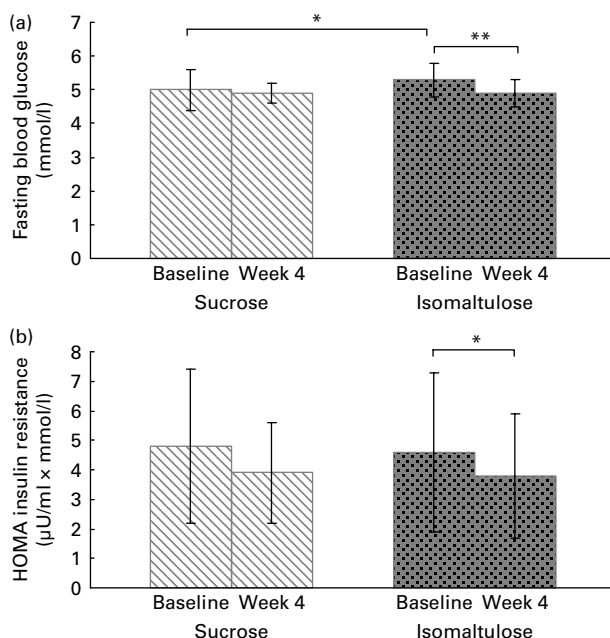 (a)
7
6
5
4
3
2
1
0
Fasting blood glucose
(mmol/l)
*
**
Baseline Week 4
Baseline Week 4
Sucrose
Isomaltulose
(b)
8
7
6
5
4
3
2
1
0
HOMA insulin resistance
(µU/ml × mmol/l)
*
Baseline Week 4
Baseline Week 4
Sucrose
Isomaltulose